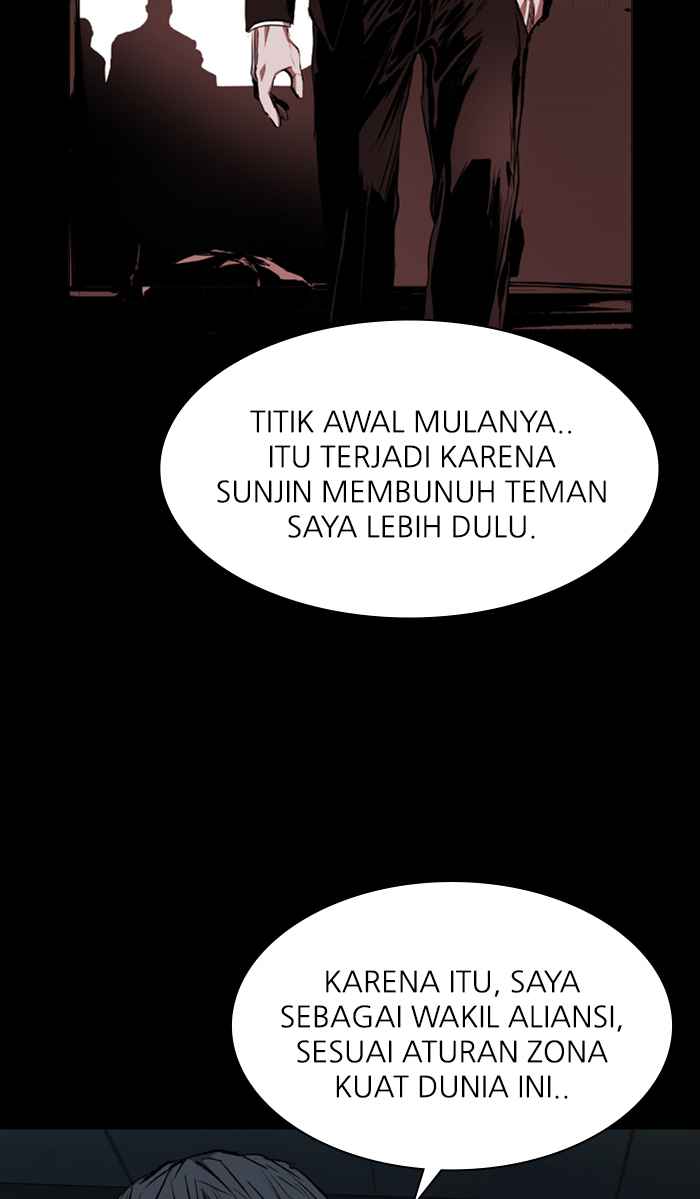 TITIK AWAL MULANYA..
ITU TERJADI KARENA
SUNJIN MEMBUNUH TEMAN
SAYA LEBIH DULU.
KARENA ITU, SAYA
SEBAGAI WAKIL ALIANSI,
SESUAI ATURAN ZONA
KUAT DUNIA INI..